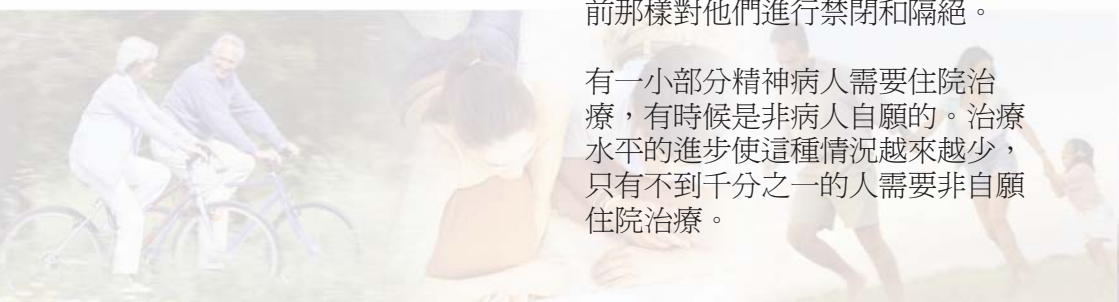 前那樣對他們進行禁閉和隔絕。
有一小部分精神病人需要住院治
療，有時候是非病人自願的。治療
水平的進步使這種情況越來越少，
只有不到千分之一的人需要非自願
住院治療。